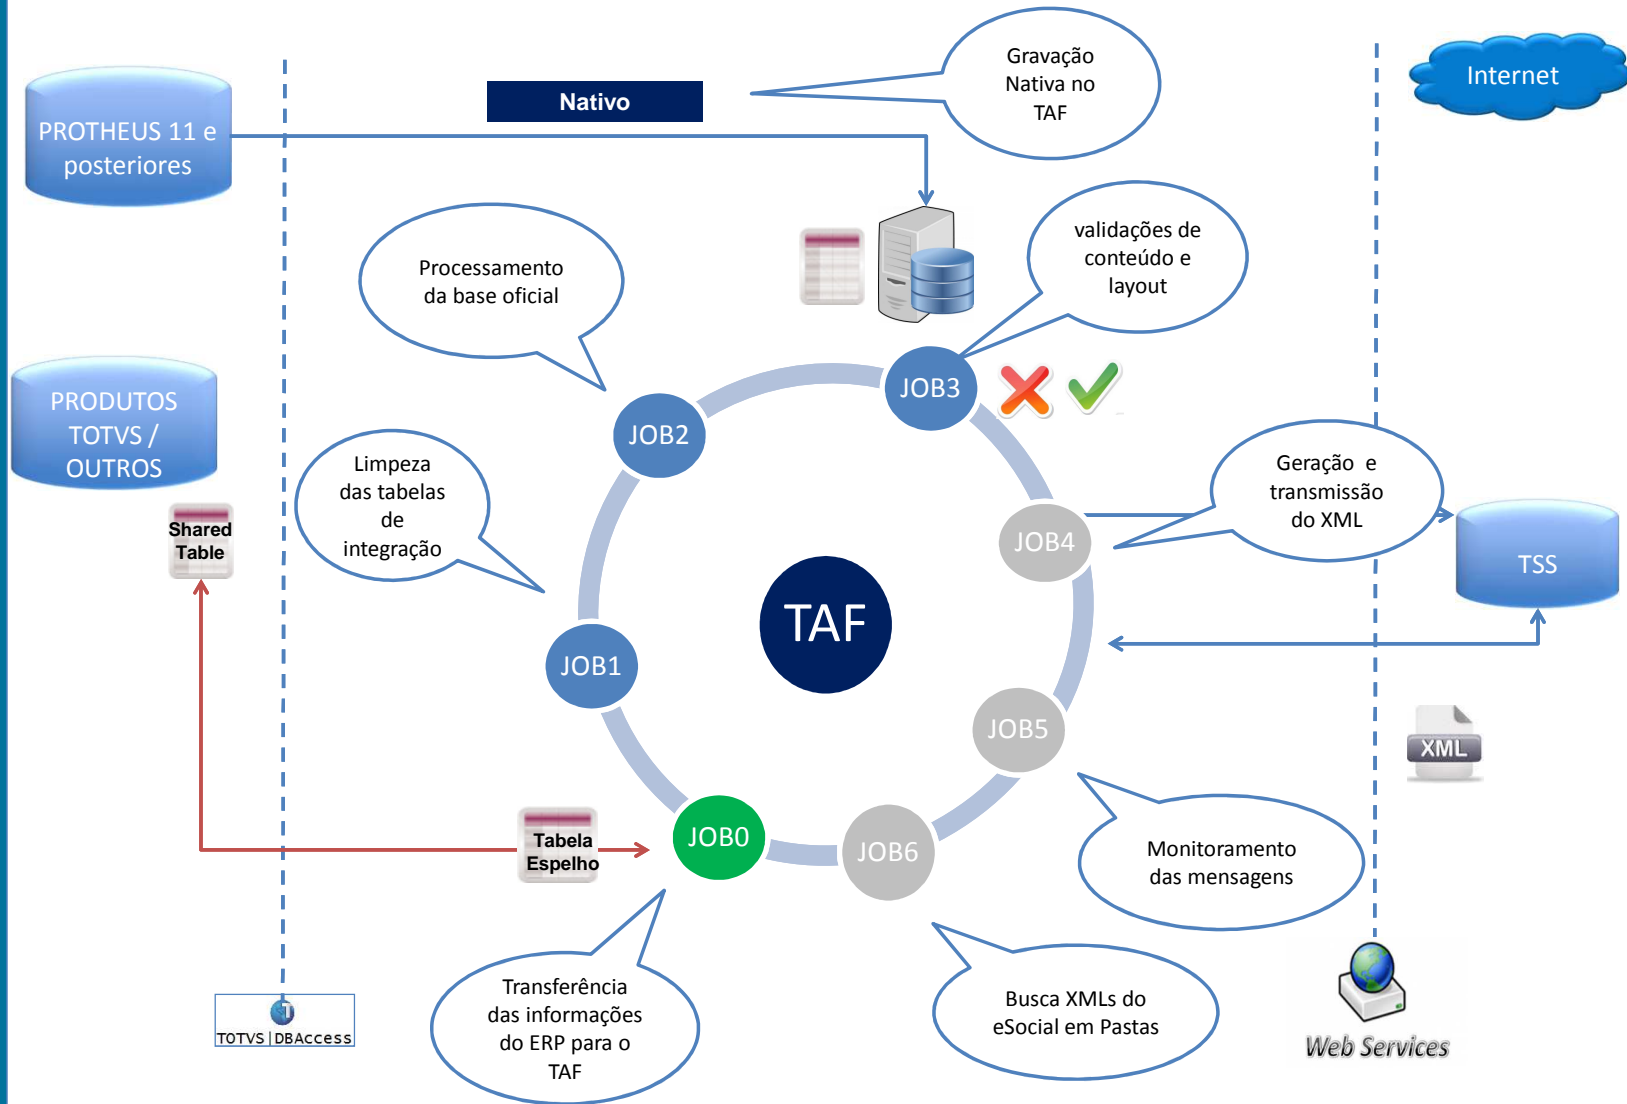 Gravação
Nativa no
TAF
Internet
Nativo
PROTHEUS 11 e
posteriores
validações de
conteúdo e
layout
Processamento
da base oficial
JOB3
PRODUTOS
TOTVS /
OUTROS
JOB2
Limpeza
das tabelas
de
integração
Geração e
transmissão
do XML
Shared
Table
JOB4
TSS
TAF
JOB1
JOB5
XML
Tabela
Espelho
JOB0
JOB6
Monitoramento
das mensagens
Transferência
das informações
do ERP para o
TAF
Busca XMLs do
eSocial em Pastas
T
TOTVS|DBAccess
Web Services